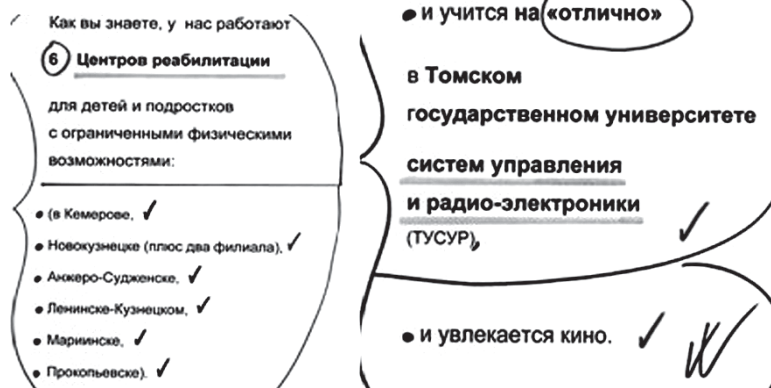 Как вы знаете, у нас работают
6 Центров реабилитации
для детей и подростков
с ограниченными физическими
возможностями:
• (в Кемерове,
• Новокузнецке (плюс два филиала),
• Анжеро-Судженске,
• Ленинске-Кузнецком,
• Мариинске,
• Прокопьевске).
• и учится на «отлично»
в Томском
государственном университете
систем управления
и радио-электроники
(ТУСУР),
• и увлекается кино.